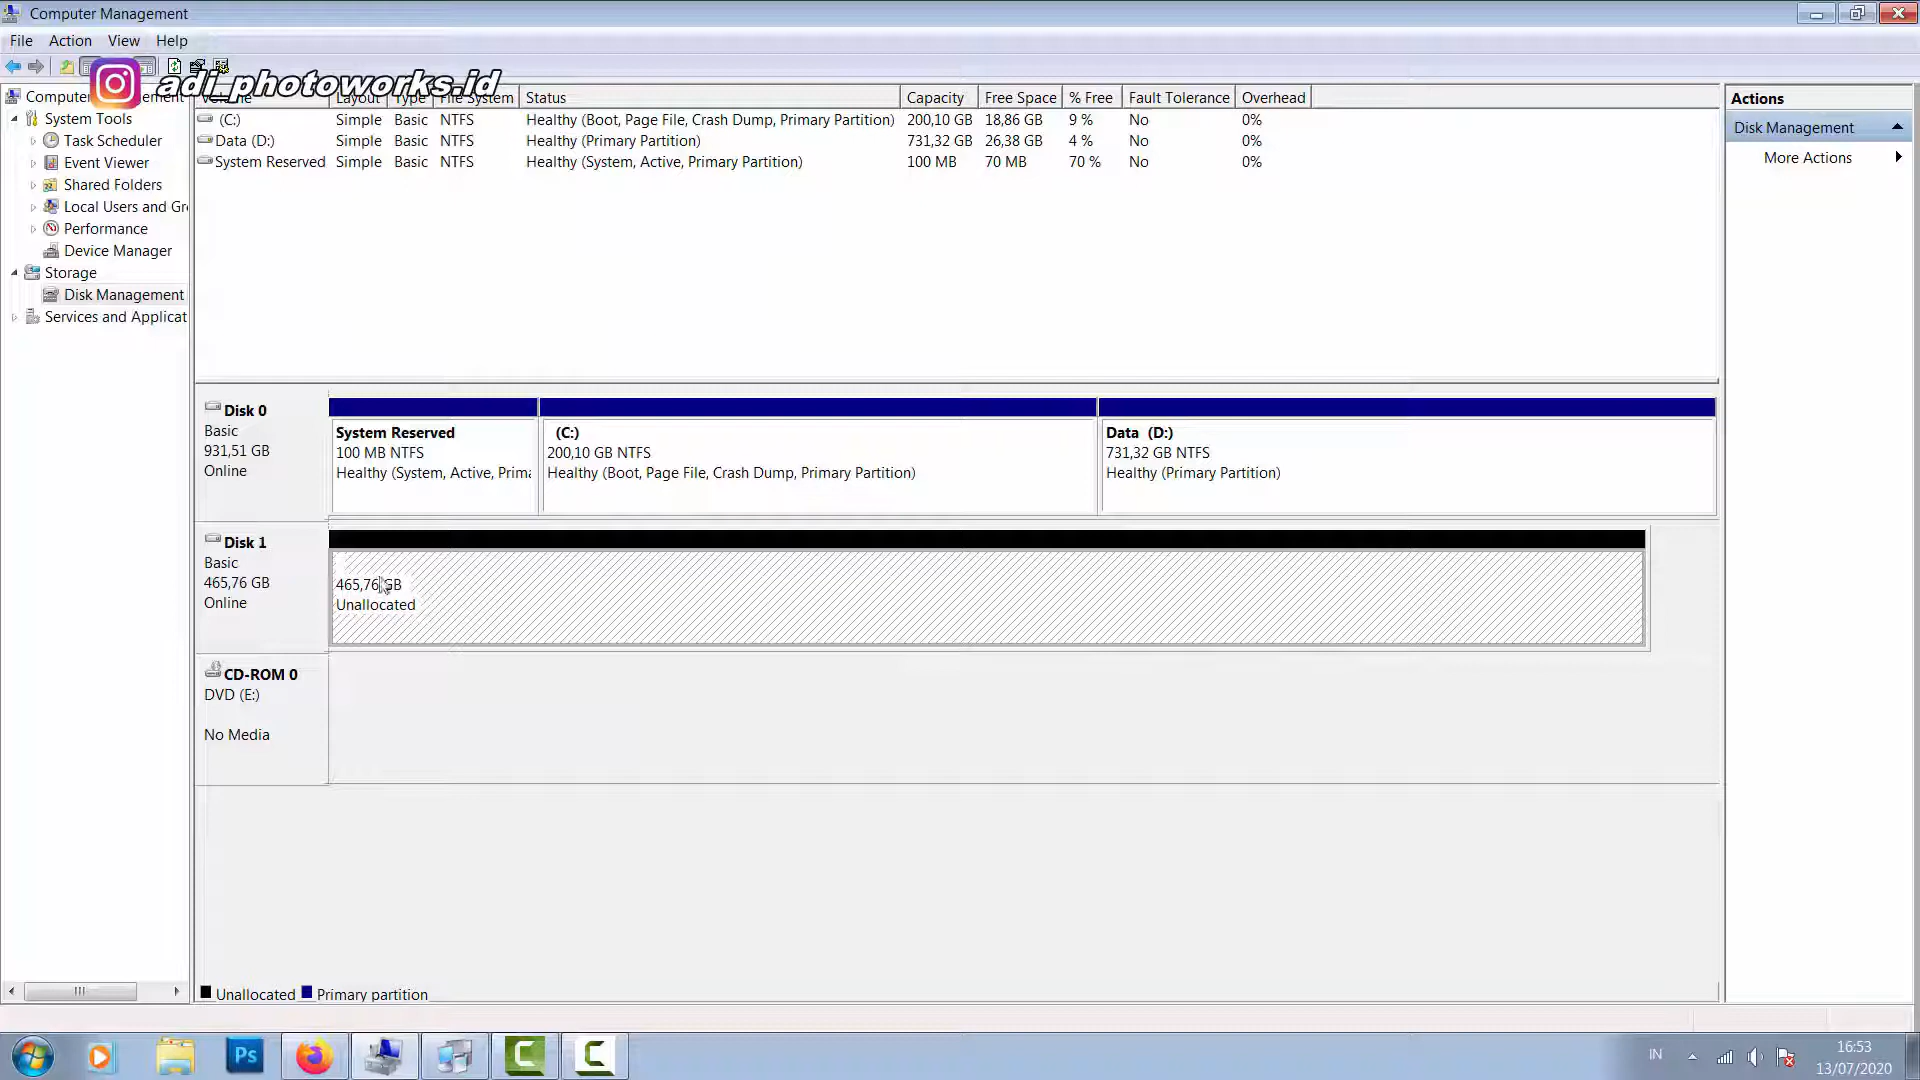 Computer Management
File Action View Help
adi_photoworks.id
Layout Type File System Status Capacity Free Space % Free Fault Tolerance Overhead
(C:) Simple Basic NTFS Healthy (Boot, Page File, Crash Dump, Primary Partition) 200,10 GB 18,86 GB 9 % No 0%
Data (D:) Simple Basic NTFS Healthy (Primary Partition) 731,32 GB 26,38 GB 4 % No 0%
System Reserved Simple Basic NTFS Healthy (System, Active, Primary Partition) 100 MB 70 MB 70 % No 0%
System Tools
Task Scheduler
Event Viewer
Shared Folders
Local Users and Gr
Performance
Device Manager
Storage
Disk Management
Services and Applicat
Actions
Disk Management
More Actions
Disk 0
Basic
931,51 GB
Online
System Reserved
100 MB NTFS
Healthy (System, Active, Prima
(C:)
200,10 GB NTFS
Healthy (Boot, Page File, Crash Dump, Primary Partition)
Data (D:)
731,32 GB NTFS
Healthy (Primary Partition)
Disk 1
Basic
465,76 GB
Online
465,76 GB
Unallocated
CD-ROM 0
DVD (E:)
No Media
Unallocated Primary partition
Ps
IN
16:53
13/07/2020